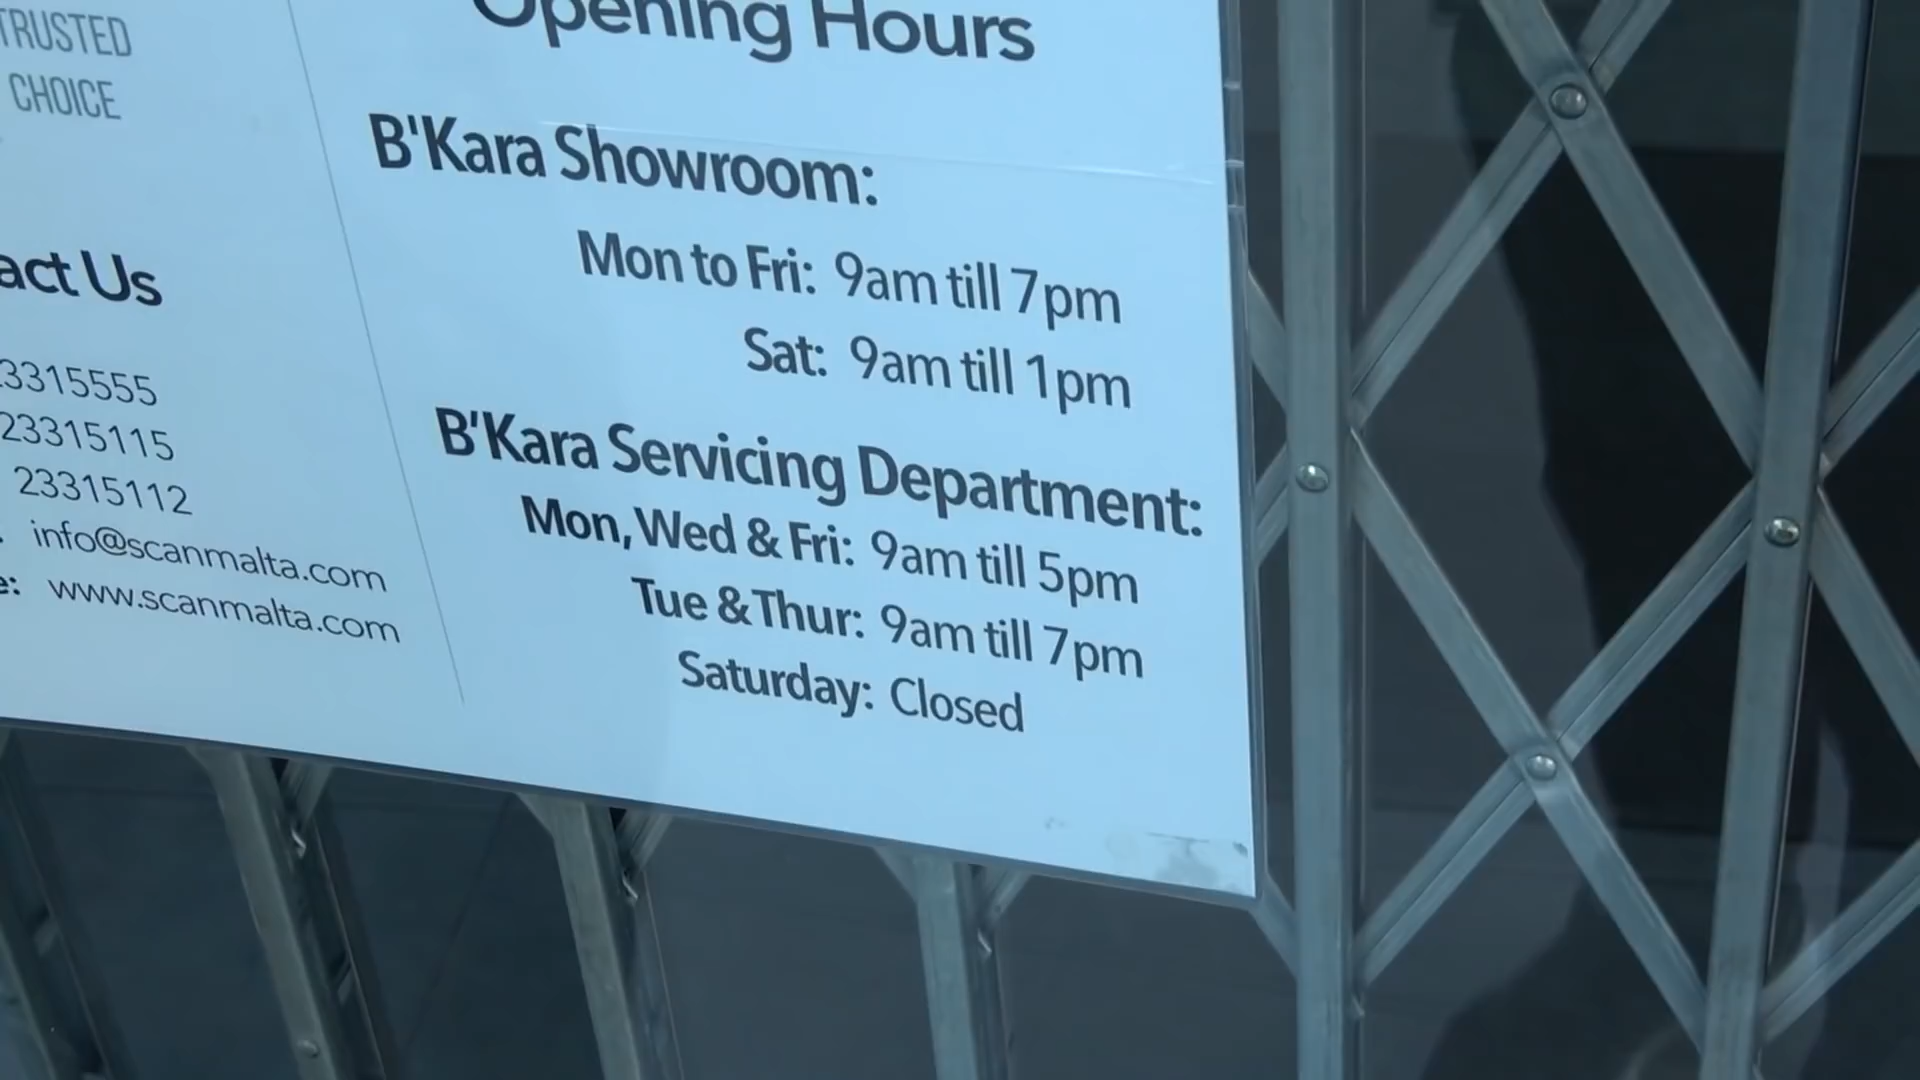 TRUSTED
CHOICE
act Us
3315555
23315115
23315112
info@scanmalta.com
e: www.scanmalta.com
Opening Hours
B'Kara Showroom:
Mon to Fri: 9am till 7pm
Sat: 9am till 1pm
B'Kara Servicing Department:
Mon, Wed & Fri: 9am till 5pm
Tue & Thur: 9am till 7pm
Saturday: Closed